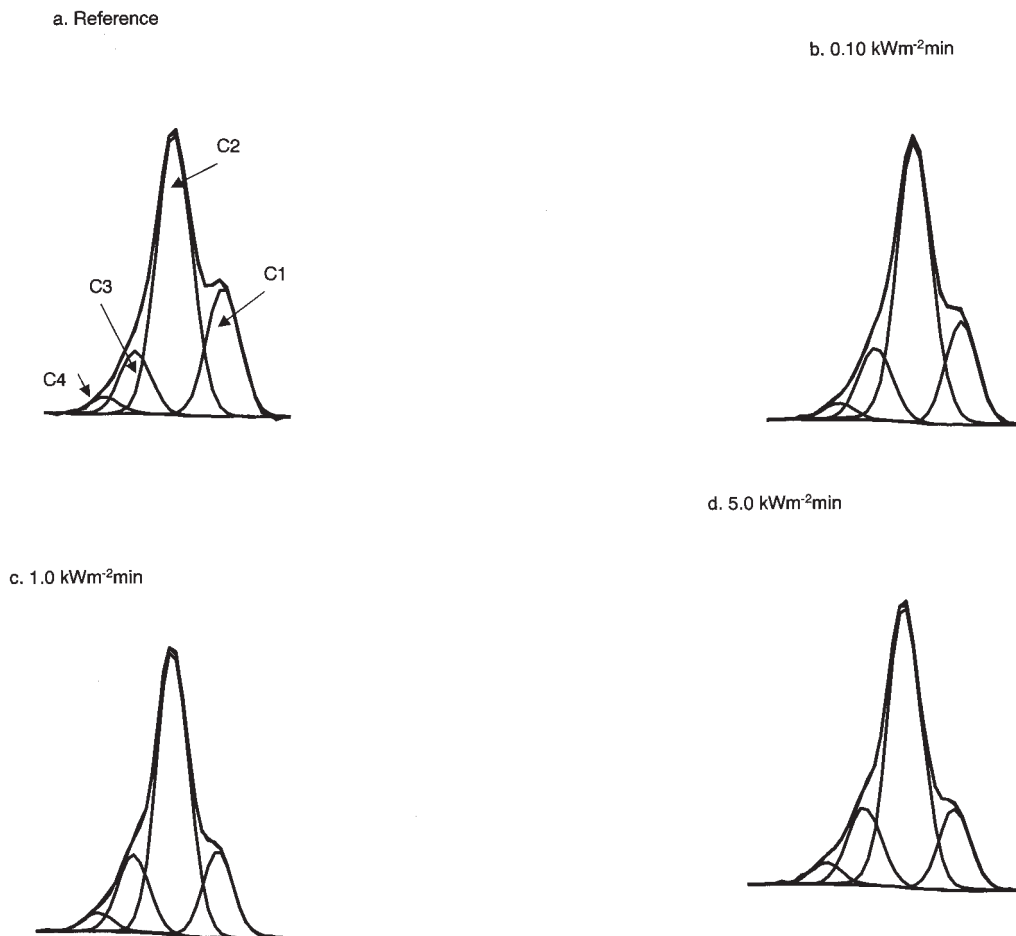 a. Reference
b. 0.10 kWm⁻²min
C2
C1
C3
C4
d. 5.0 kWm⁻²min
c. 1.0 kWm⁻²min